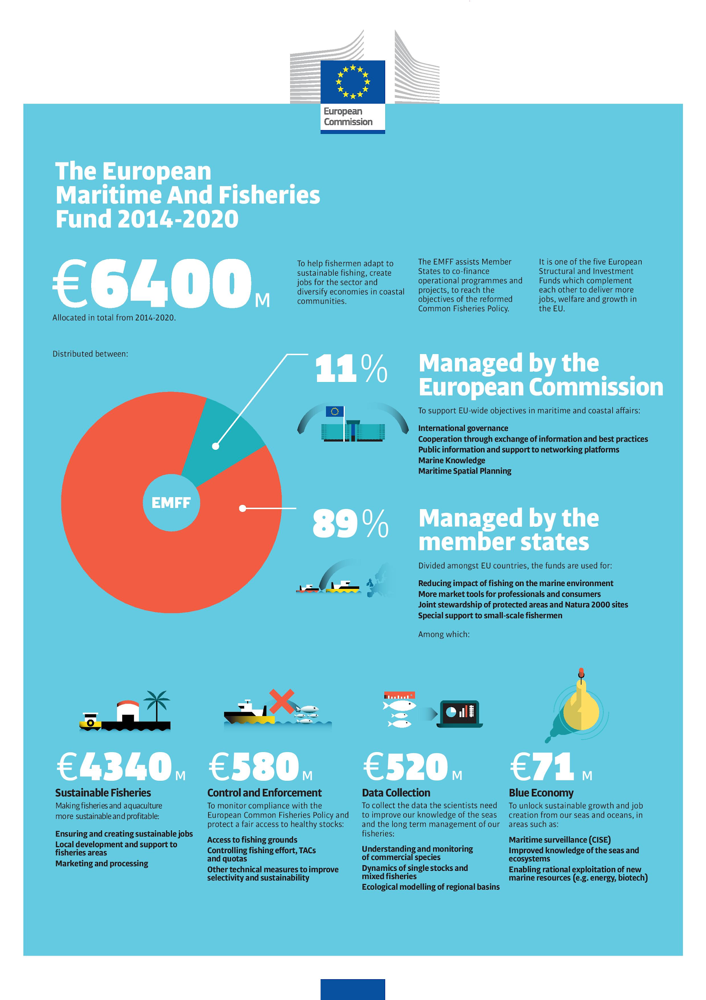 European
Commission
The European
Maritime And Fisheries
Fund 2014-2020
€6400 M
Allocated in total from 2014-2020.
To help fishermen adapt to
sustainable fishing, create
jobs for the sector and
diversify economies in coastal
communities.
The EMFF assists Member
States to co-finance
operational programmes and
projects, to reach the
objectives of the reformed
Common Fisheries Policy.
It is one of the five European
Structural and Investment
Funds which complement
each other to deliver more
jobs, welfare and growth in
the EU.
Distributed between:
EMFF
11%
Managed by the
European Commission
To support EU-wide objectives in maritime and coastal affairs:
International governance
Cooperation through exchange of information and best practices
Public information and support to networking platforms
Marine Knowledge
Maritime Spatial Planning
89%
Managed by the
member states
Divided amongst EU countries, the funds are used for:
Reducing impact of fishing on the marine environment
More market tools for professionals and consumers
Joint stewardship of protected areas and Natura 2000 sites
Special support to small-scale fishermen
Among which:
€4340 M
Sustainable Fisheries
Making fisheries and aquaculture
more sustainable and profitable:
Ensuring and creating sustainable jobs
Local development and support to
fisheries areas
Marketing and processing
€580 M
Control and Enforcement
To monitor compliance with the
European Common Fisheries Policy and
protect a fair access to healthy stocks:
Access to fishing grounds
Controlling fishing effort, TACs
and quotas
Other technical measures to improve
selectivity and sustainability
€520 M
Data Collection
To collect the data the scientists need
to improve our knowledge of the seas
and the long term management of our
fisheries:
Understanding and monitoring
of commercial species
Dynamics of single stocks and
mixed fisheries
Ecological modelling of regional basins
€71 M
Blue Economy
To unlock sustainable growth and job
creation from our seas and oceans, in
areas such as:
Maritime surveillance (CISE)
Improved knowledge of the seas and
ecosystems
Enabling rational exploitation of new
marine resources (e.g. energy, biotech)